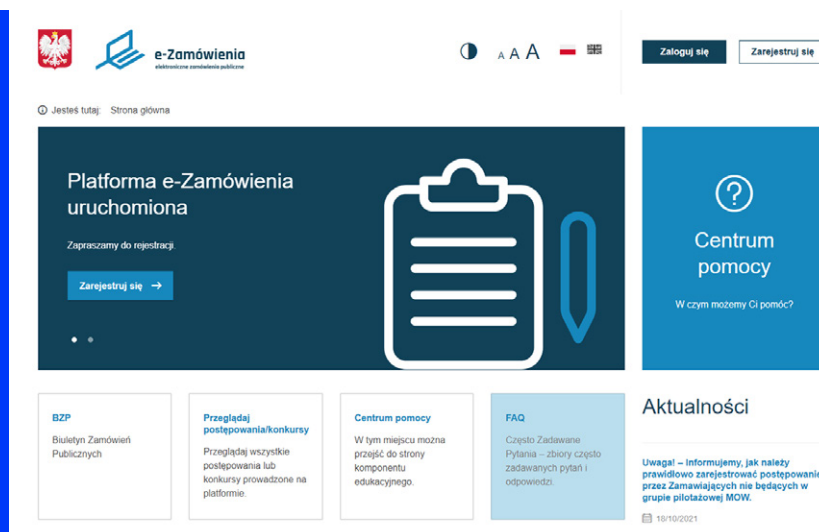 e-Zamówienia
elektroniczne zamówienia publiczne
A A A
Zaloguj się
Zarejestruj się
Jesteś tutaj: Strona główna
Platforma e-Zamówienia
uruchomiona
Zapraszamy do rejestracji.
Zarejestruj się →
?
Centrum
pomocy
W czym możemy Ci pomóc?
BZP
Biuletyn Zamówień
Publicznych
Przeglądaj
postępowania/konkursy
Przeglądaj wszystkie
postępowania lub
konkursy prowadzone na
platformie.
Centrum pomocy
W tym miejscu można
przejść do strony
komponentu
edukacyjnego.
FAQ
Często Zadawane
Pytania – zbiory często
zadawanych pytań i
odpowiedzi.
Aktualności
Uwaga! – Informujemy, jak należy
prawidłowo zarejestrować postępowanie
przez Zamawiających nie będących w
grupie pilotażowej MOW.
18/10/2021